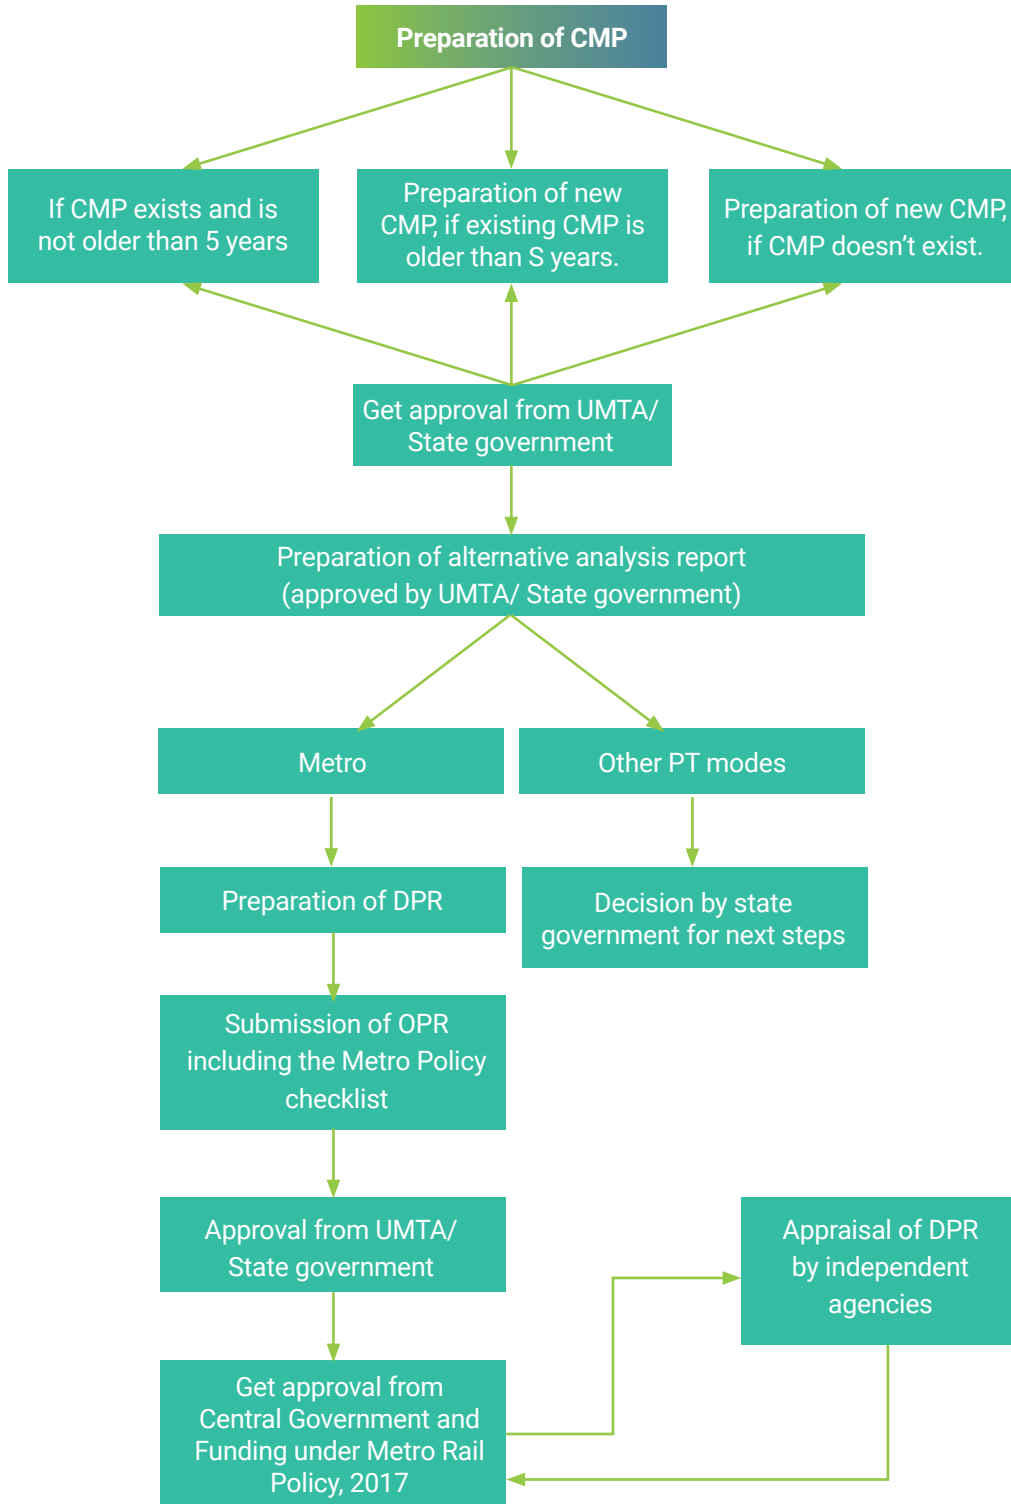 Preparation of CMP
If CMP exists and is
not older than 5 years
Preparation of new
CMP, if existing CMP is
older than S years.
Preparation of new CMP,
if CMP doesn’t exist.
Get approval from UMTA/
State government
Preparation of alternative analysis report
(approved by UMTA/ State government)
Metro
Other PT modes
Preparation of DPR
Decision by state
government for next steps
Submission of OPR
including the Metro Policy
checklist
Approval from UMTA/
State government
Appraisal of DPR
by independent
agencies
Get approval from
Central Government and
Funding under Metro Rail
Policy, 2017